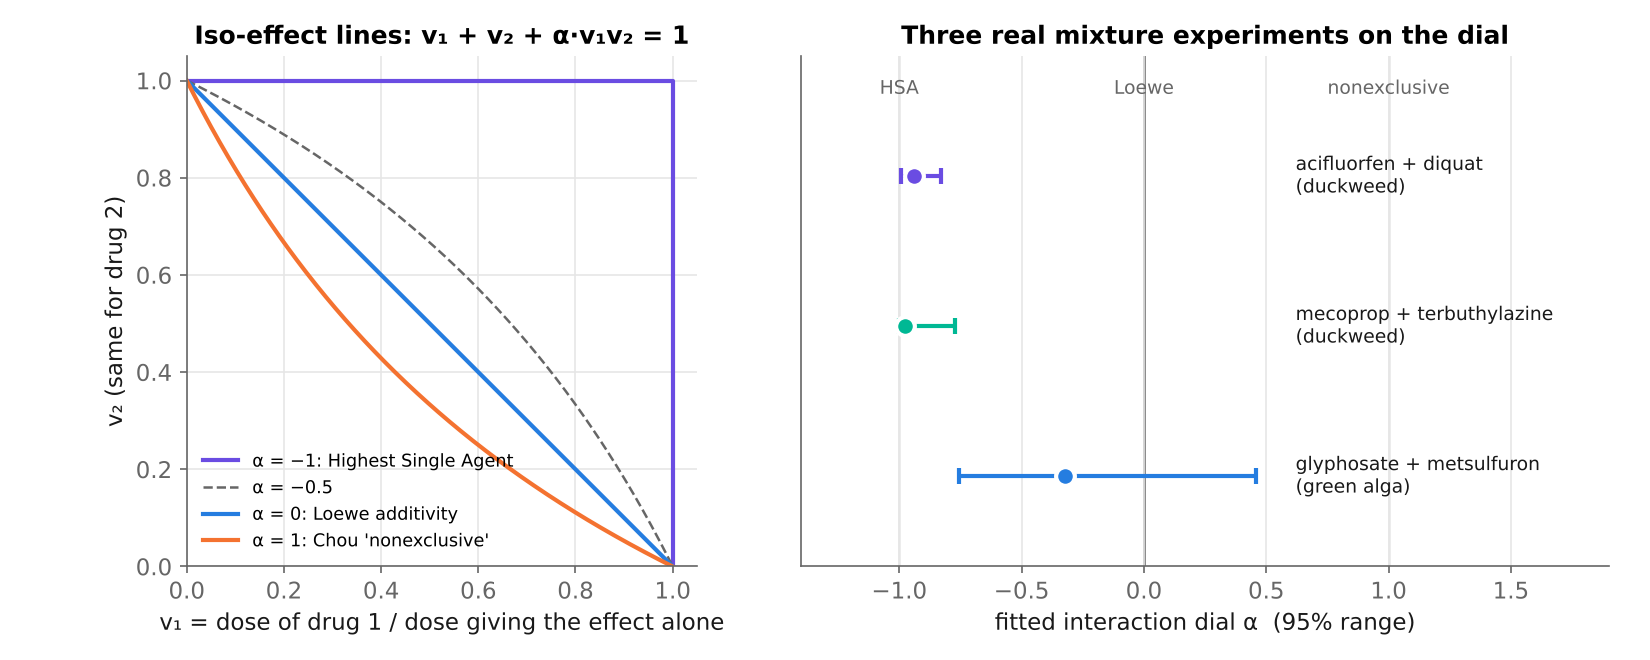 Iso-effect lines: v₁ + v₂ + α·v₁v₂ = 1
v₂ (same for drug 2)
1.0
0.8
0.6
0.4
0.2
0.0
α = −1: Highest Single Agent
α = −0.5
α = 0: Loewe additivity
α = 1: Chou 'nonexclusive'
0.0 0.2 0.4 0.6 0.8 1.0
v₁ = dose of drug 1 / dose giving the effect alone
Three real mixture experiments on the dial
HSA Loewe nonexclusive
acifluorfen + diquat
(duckweed)
mecoprop + terbuthylazine
(duckweed)
glyphosate + metsulfuron
(green alga)
−1.0 −0.5 0.0 0.5 1.0 1.5
fitted interaction dial α (95% range)